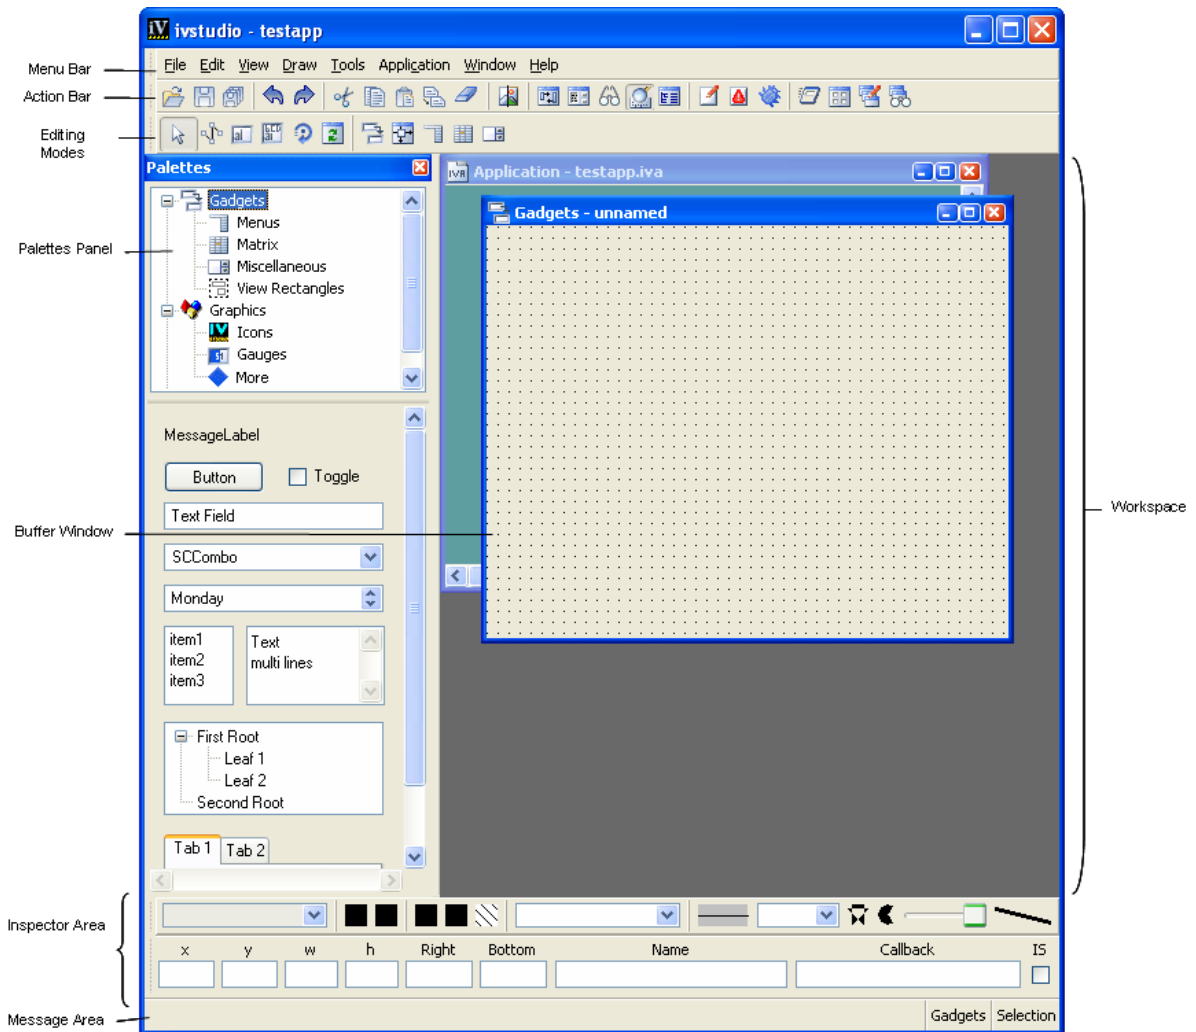 ivstudio - testapp
Menu Bar
File Edit View Draw Tools Application Window Help
Action Bar
Editing
Modes
Palettes
Application - testapp.iva
Gadgets - unnamed
Palettes Panel
Gadgets
Menus
Matrix
Miscellaneous
View Rectangles
Graphics
Icons
Gauges
More
MessageLabel
Button
Toggle
Text Field
Buffer Window
Workspace
SCCombo
Monday
item1
item2
item3
Text
multi lines
First Root
Leaf 1
Leaf 2
Second Root
Tab 1 Tab 2
Inspector Area
x y w h Right Bottom Name Callback IS
Message Area
Gadgets Selection